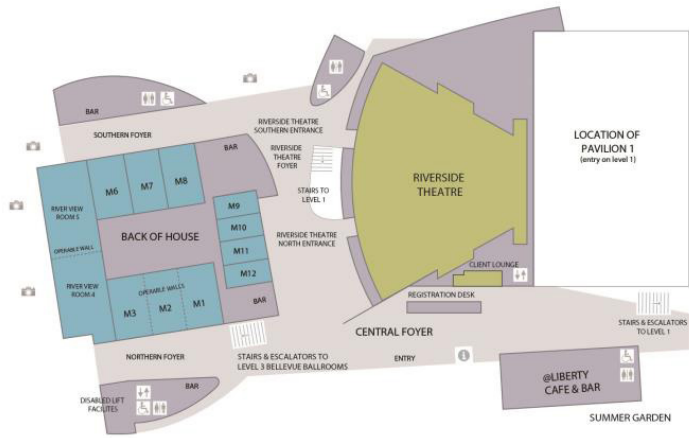 BAR
SOUTHERN FOYER
RIVERSIDE THEATRE
SOUTHERN ENTRANCE
RIVERSIDE
THEATRE
FOYER
STAIRS TO
LEVEL 1
RIVERSIDE THEATRE
NORTH ENTRANCE
BAR
M6
M7
M8
M9
M10
M11
M12
RIVER VIEW
ROOM 5
OPERABLE WALL
RIVER VIEW
ROOM 4
BACK OF HOUSE
OPERABLE WALLS
M3
M2
M1
BAR
RIVERSIDE
THEATRE
LOCATION OF
PAVILION 1
(entry on level 1)
CLIENT LOUNGE
REGISTRATION DESK
CENTRAL FOYER
STAIRS & ESCALATORS
TO LEVEL 1
NORTHERN FOYER
STAIRS & ESCALATORS TO
LEVEL 3 BELLEVUE BALLROOMS
ENTRY
i
BAR
DISABLED LIFT
FACILITES
@LIBERTY
CAFE & BAR
SUMMER GARDEN